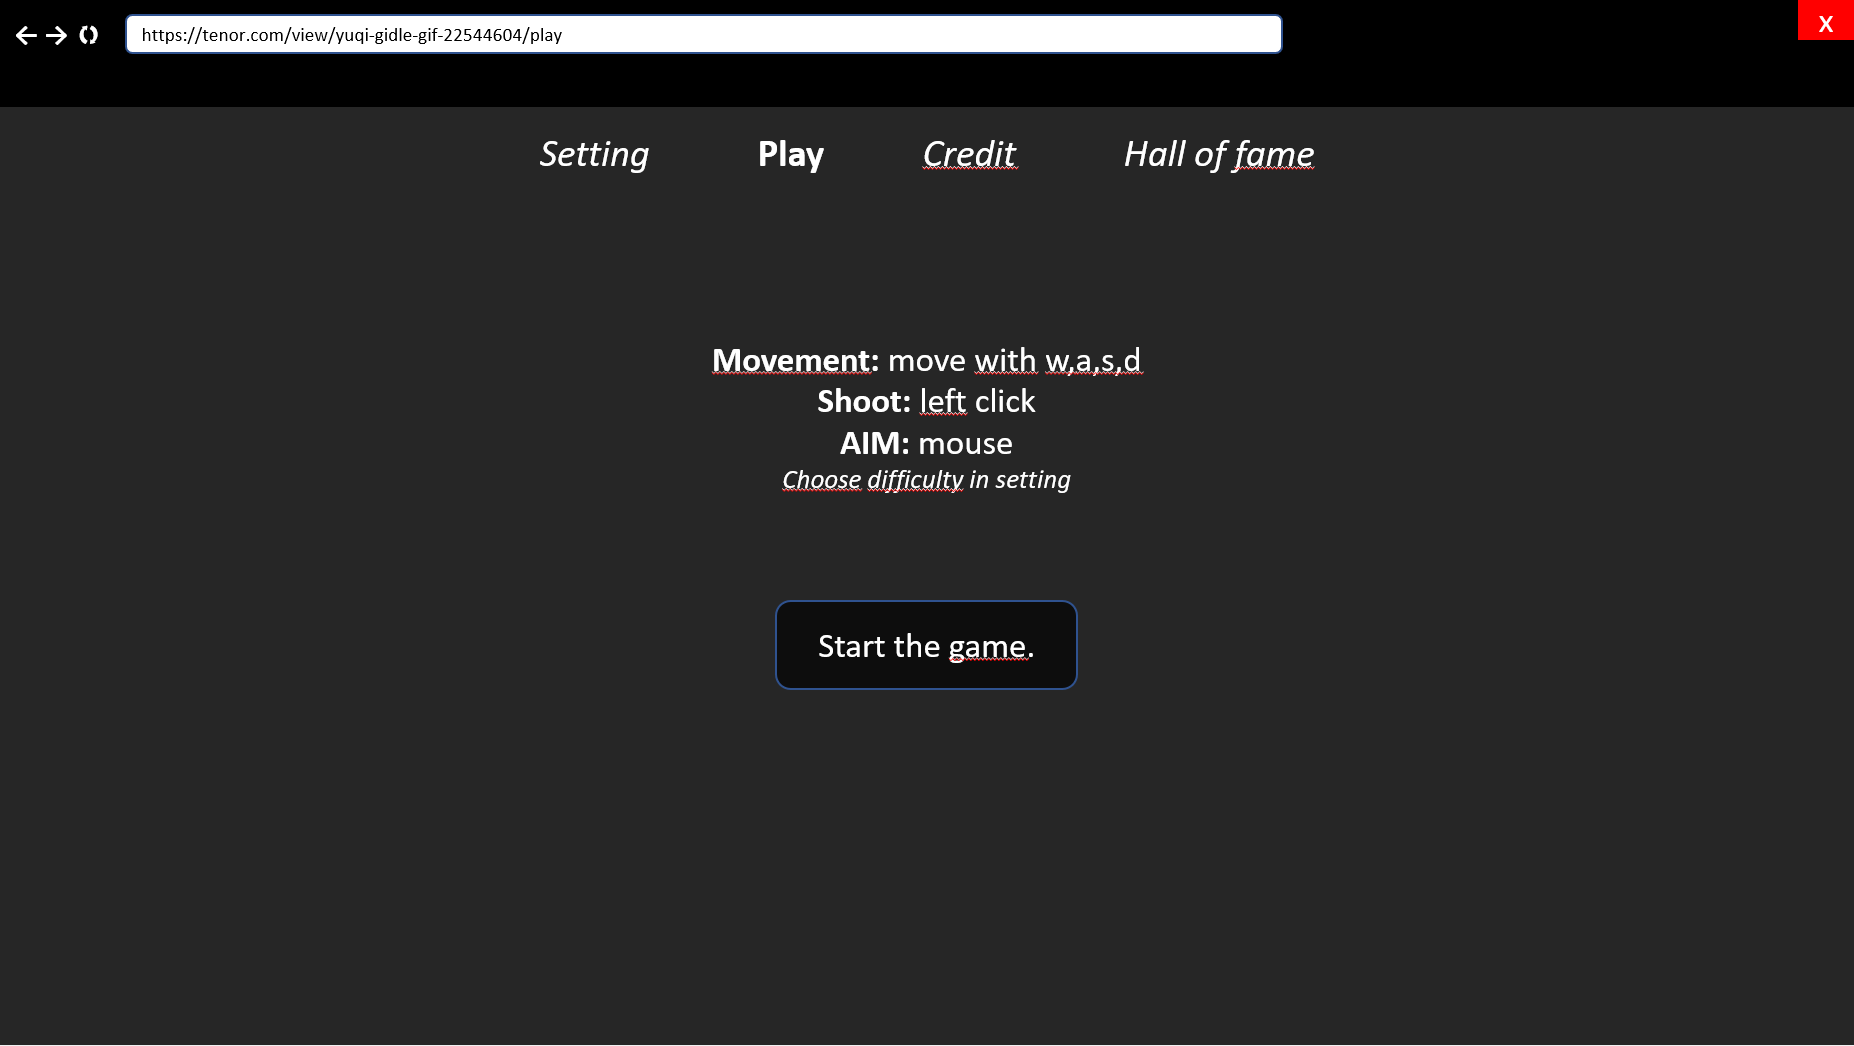 https://tenor.com/view/yuqi-gidle-gif-22544604/play
X
Setting Play Credit Hall of fame
Movement: move with w,a,s,d
Shoot: left click
AIM: mouse
Choose difficulty in setting
Start the game.